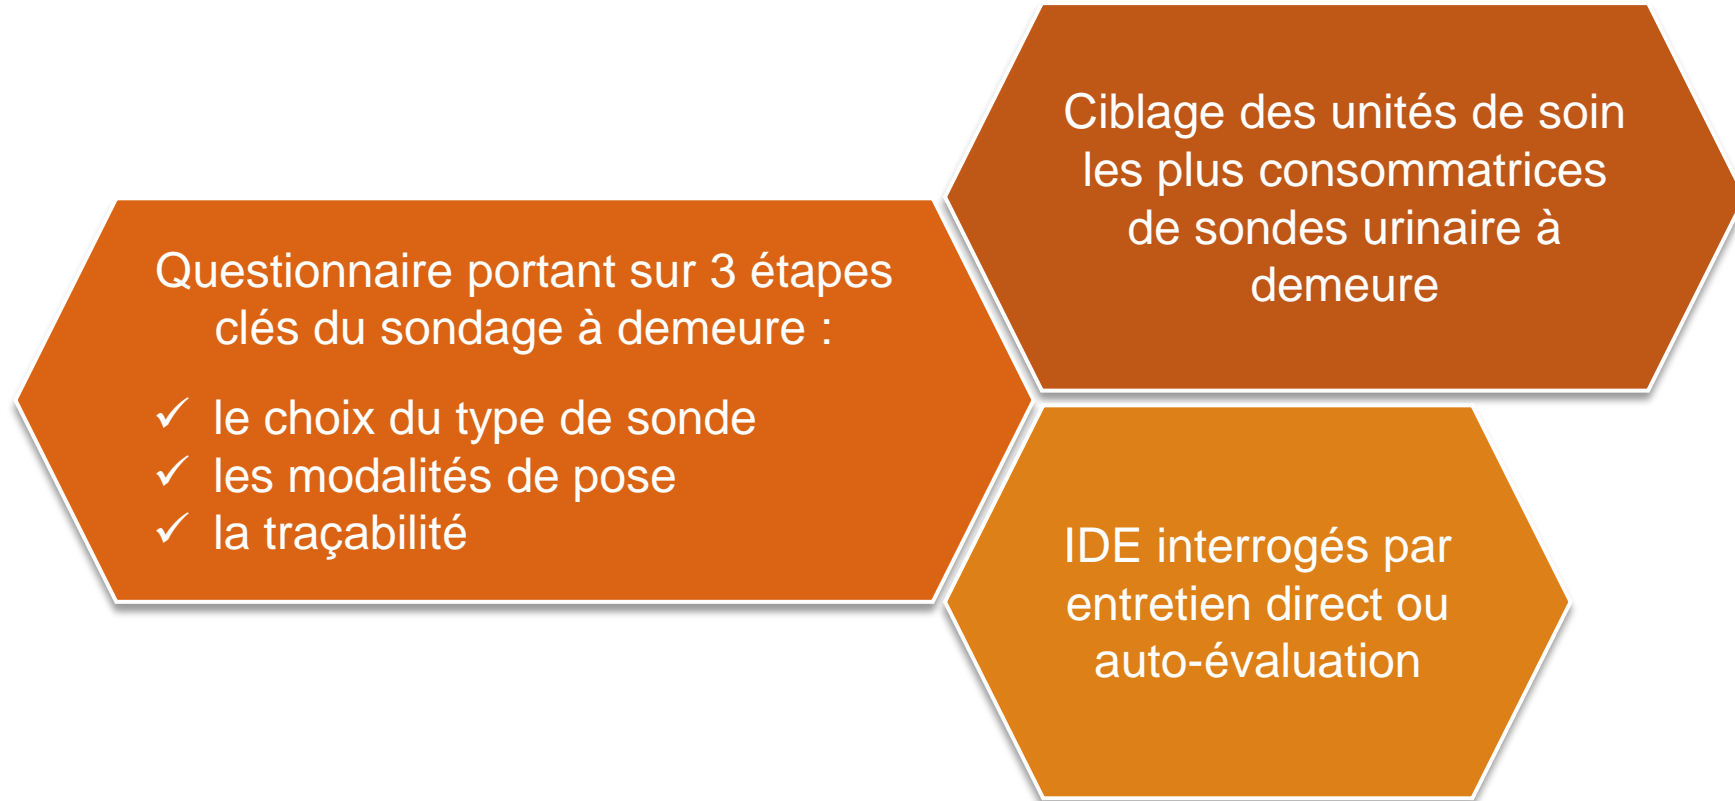 Questionnaire portant sur 3 étapes
clés du sondage à demeure :
✓ le choix du type de sonde
✓ les modalités de pose
✓ la traçabilité
Ciblage des unités de soin
les plus consommatrices
de sondes urinaire à
demeure
IDE interrogés par
entretien direct ou
auto-évaluation